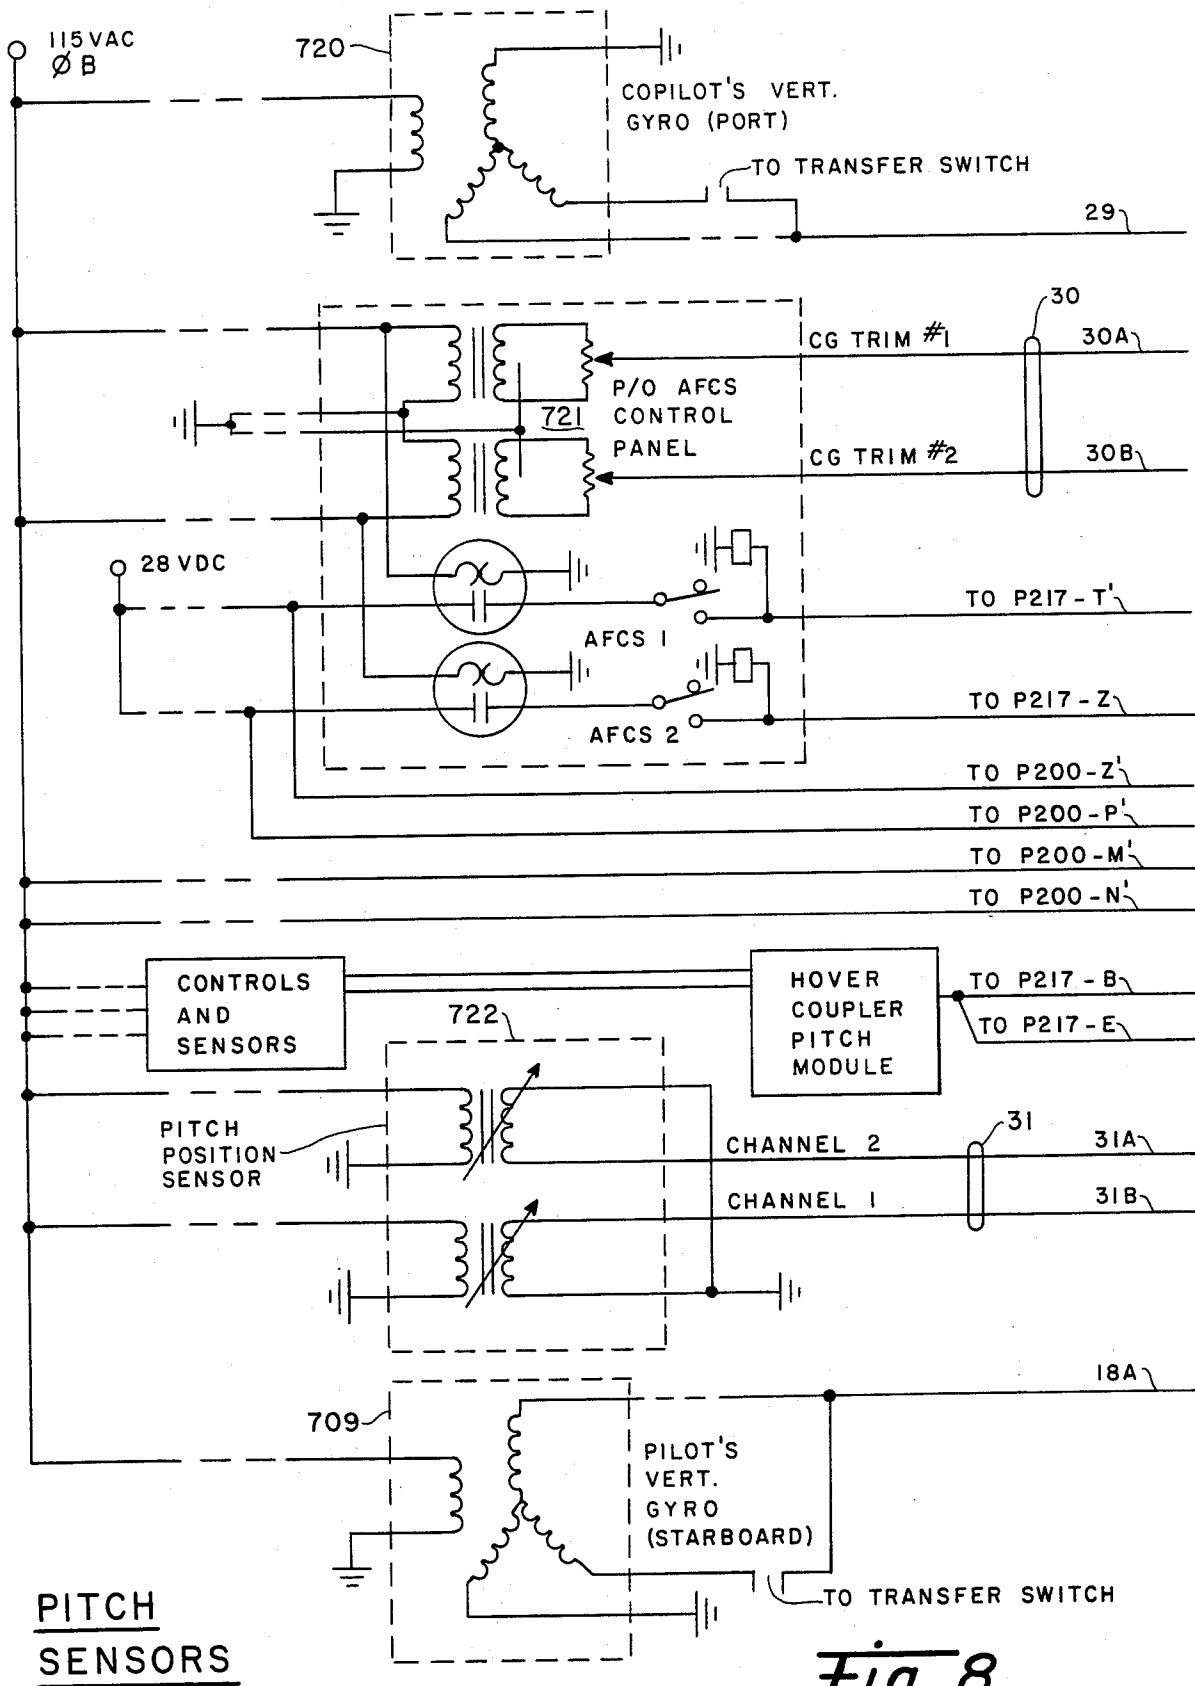 115 VAC
Ø B
720
COPILOT'S VERT.
GYRO (PORT)
TO TRANSFER SWITCH
29
30
CG TRIM #1
30A
P/O AFCS
721
CONTROL
PANEL
CG TRIM #2
30B
28 VDC
TO P217-T'
AFCS 1
TO P217-Z
AFCS 2
TO P200-Z'
TO P200-P'
TO P200-M'
TO P200-N'
CONTROLS
AND
SENSORS
HOVER
COUPLER
PITCH
MODULE
TO P217-B
TO P217-E
722
PITCH
POSITION
SENSOR
CHANNEL 2
31
31A
CHANNEL 1
31B
18A
709
PILOT'S
VERT.
GYRO
(STARBOARD)
TO TRANSFER SWITCH
PITCH
SENSORS
Fig 8